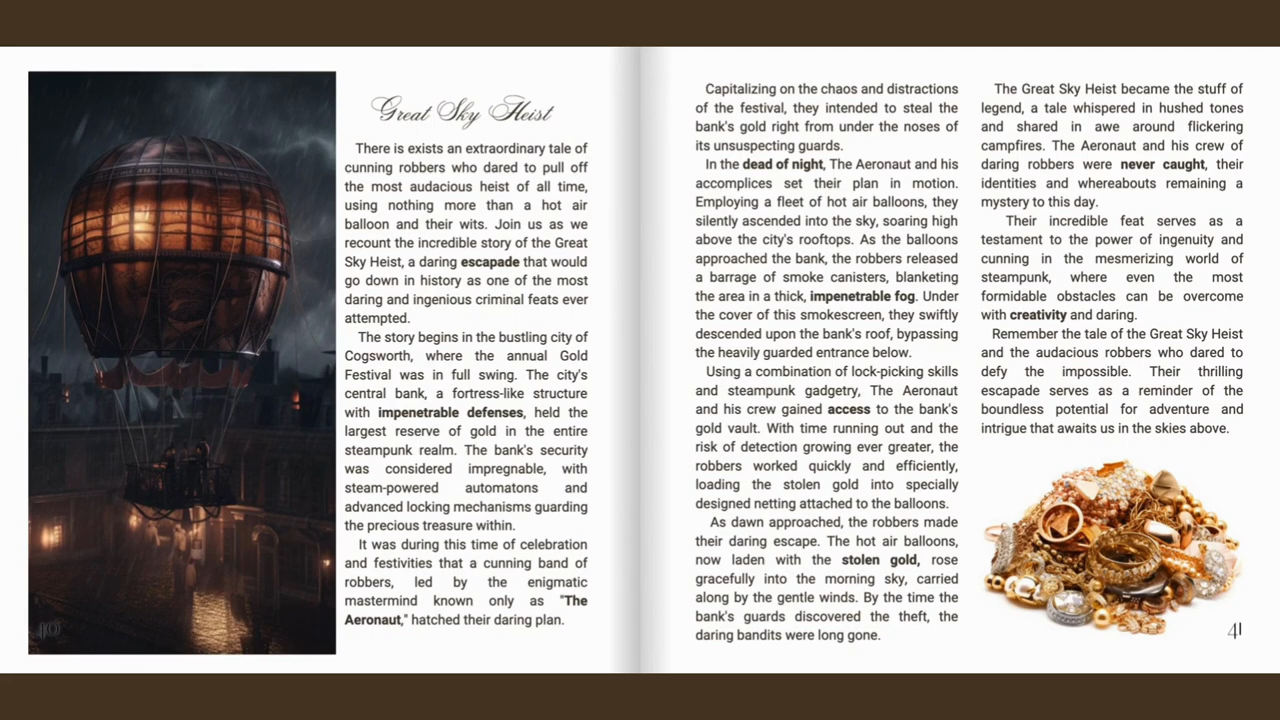 Great Sky Heist
There is exists an extraordinary tale of
cunning robbers who dared to pull off
the most audacious heist of all time,
using nothing more than a hot air
balloon and their wits. Join us as we
recount the incredible story of the Great
Sky Heist, a daring escapade that would
go down in history as one of the most
daring and ingenious criminal feats ever
attempted.
The story begins in the bustling city of
Cogsworth, where the annual Gold
Festival was in full swing. The city's
central bank, a fortress-like structure
with impenetrable defenses, held the
largest reserve of gold in the entire
steampunk realm. The bank's security
was considered impregnable, with
steam-powered automatons and
advanced locking mechanisms guarding
the precious treasure within.
It was during this time of celebration
and festivities that a cunning band of
robbers, led by the enigmatic
mastermind known only as "The
Aeronaut," hatched their daring plan.
40
Capitalizing on the chaos and distractions
of the festival, they intended to steal the
bank's gold right from under the noses of
its unsuspecting guards.
In the dead of night, The Aeronaut and his
accomplices set their plan in motion.
Employing a fleet of hot air balloons, they
silently ascended into the sky, soaring high
above the city's rooftops. As the balloons
approached the bank, the robbers released
a barrage of smoke canisters, blanketing
the area in a thick, impenetrable fog. Under
the cover of this smokescreen, they swiftly
descended upon the bank's roof, bypassing
the heavily guarded entrance below.
Using a combination of lock-picking skills
and steampunk gadgetry, The Aeronaut
and his crew gained access to the bank's
gold vault. With time running out and the
risk of detection growing ever greater, the
robbers worked quickly and efficiently,
loading the stolen gold into specially
designed netting attached to the balloons.
As dawn approached, the robbers made
their daring escape. The hot air balloons,
now laden with the stolen gold, rose
gracefully into the morning sky, carried
along by the gentle winds. By the time the
bank's guards discovered the theft, the
daring bandits were long gone.
The Great Sky Heist became the stuff of
legend, a tale whispered in hushed tones
and shared in awe around flickering
campfires. The Aeronaut and his crew of
daring robbers were never caught, their
identities and whereabouts remaining a
mystery to this day.
Their incredible feat serves as a
testament to the power of ingenuity and
cunning in the mesmerizing world of
steampunk, where even the most
formidable obstacles can be overcome
with creativity and daring.
Remember the tale of the Great Sky Heist
and the audacious robbers who dared to
defy the impossible. Their thrilling
escapade serves as a reminder of the
boundless potential for adventure and
intrigue that awaits us in the skies above.
41